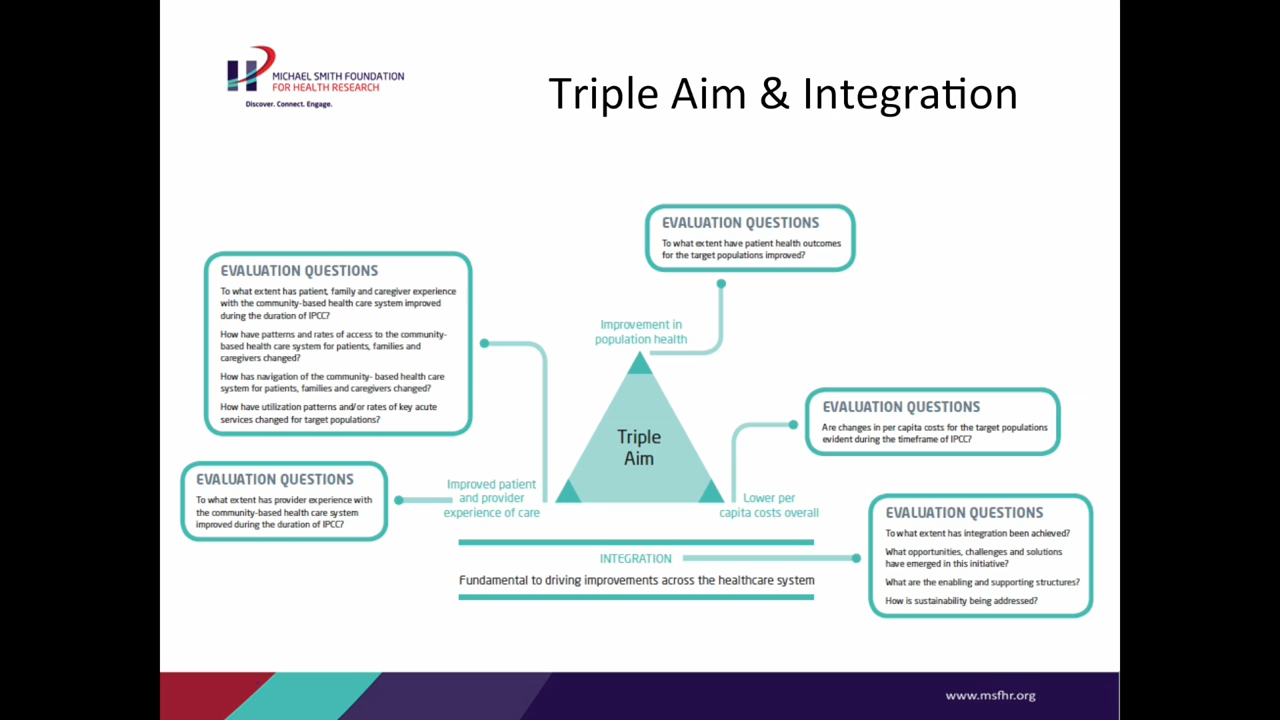 MICHAEL SMITH FOUNDATION
FOR HEALTH RESEARCH
Discover. Connect. Engage.
Triple Aim & Integration
EVALUATION QUESTIONS
To what extent have patient health outcomes
for the target populations improved?
EVALUATION QUESTIONS
To what extent has patient, family and caregiver experience
with the community-based health care system improved
during the duration of IPCC?
How have patterns and rates of access to the community-
based health care system for patients, families and
caregivers changed?
How has navigation of the community- based health care
system for patients, families and caregivers changed?
How have utilization patterns and/or rates of key acute
services changed for target populations?
Improvement in
population health
EVALUATION QUESTIONS
Are changes in per capita costs for the target populations
evident during the timeframe of IPCC?
Triple
Aim
EVALUATION QUESTIONS
To what extent has provider experience with
the community-based health care system
improved during the duration of IPCC?
Improved patient
and provider
experience of care
Lower per
capita costs overall
EVALUATION QUESTIONS
To what extent has integration been achieved?
What opportunities, challenges and solutions
have emerged in this initiative?
What are the enabling and supporting structures?
How is sustainability being addressed?
INTEGRATION
Fundamental to driving improvements across the healthcare system
www.msfhr.org